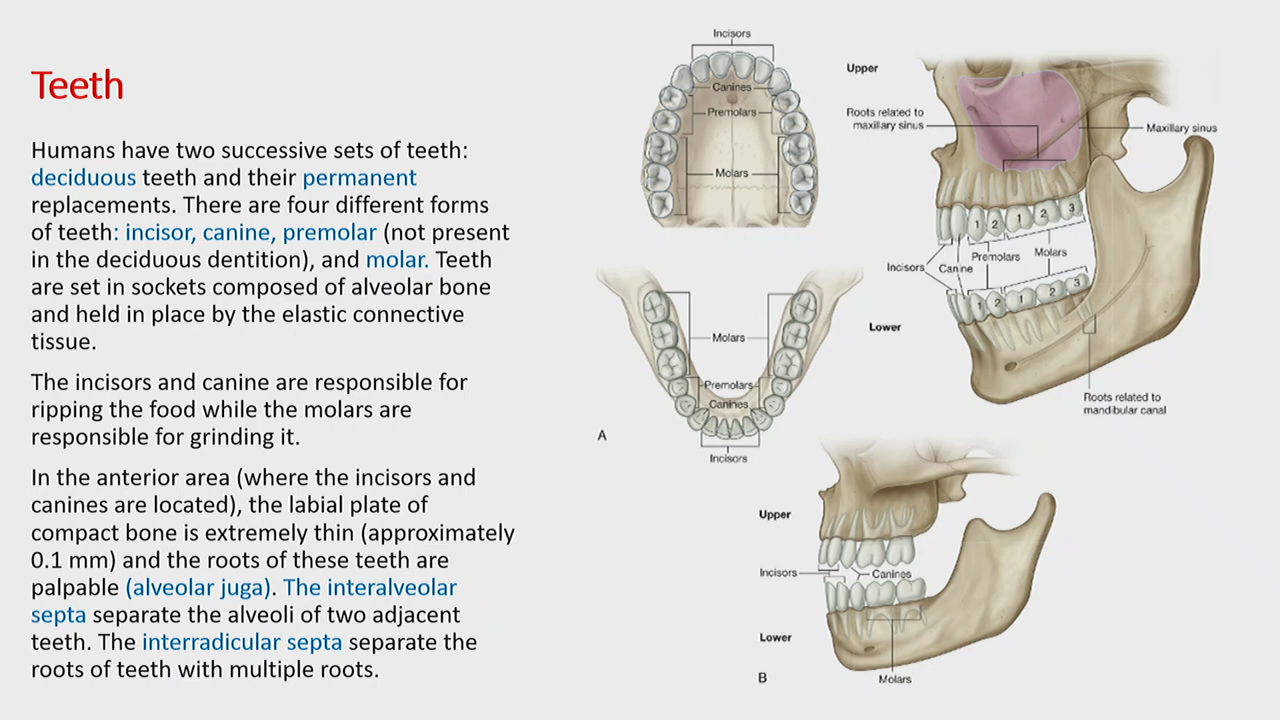 Teeth
Humans have two successive sets of teeth:
deciduous teeth and their permanent
replacements. There are four different forms
of teeth: incisor, canine, premolar (not present
in the deciduous dentition), and molar. Teeth
are set in sockets composed of alveolar bone
and held in place by the elastic connective
tissue.
The incisors and canine are responsible for
ripping the food while the molars are
responsible for grinding it.
In the anterior area (where the incisors and
canines are located), the labial plate of
compact bone is extremely thin (approximately
0.1 mm) and the roots of these teeth are
palpable (alveolar juga). The interalveolar
septa separate the alveoli of two adjacent
teeth. The interradicular septa separate the
roots of teeth with multiple roots.
Incisors
Canines
Premolars
Molars
Molars
Premolars
Canines
Incisors
A
Upper
Roots related to
maxillary sinus
Maxillary sinus
1 2 1 2 3
Incisors Canine Premolars Molars
1 2 1 2 3
Lower
Roots related to
mandibular canal
Upper
Incisors Canines
Lower
Molars
B